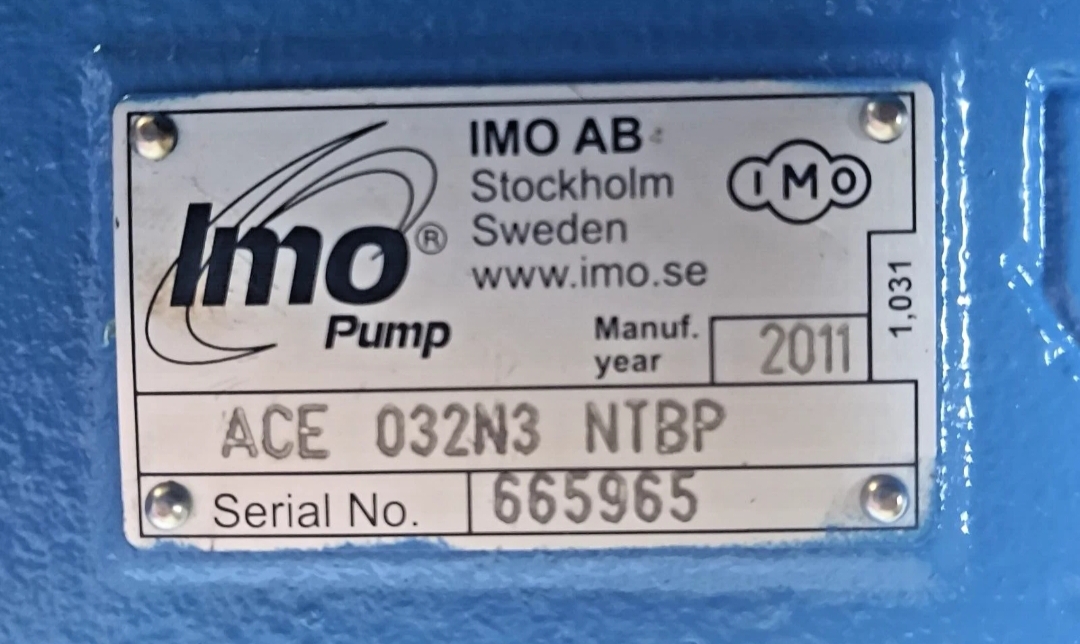 Imo®
Pump
IMO AB
Stockholm
Sweden
www.imo.se
IMO
Manuf.
year
2011
1,031
ACE 032N3 NTBP
Serial No. 665965